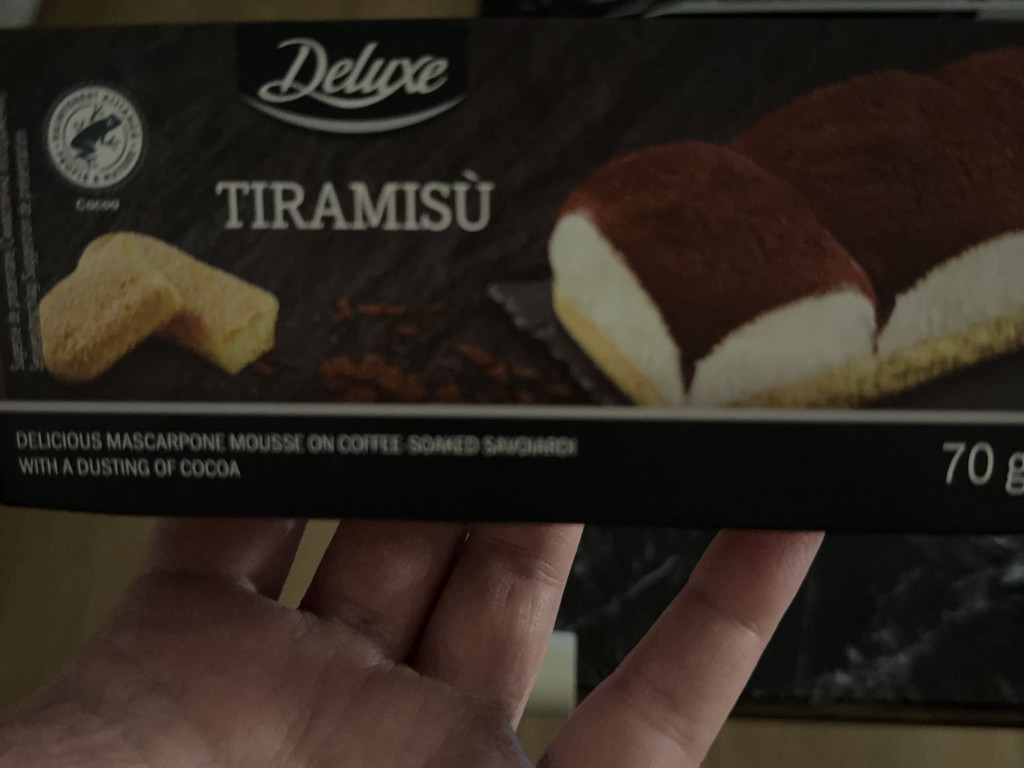 Deluxe
TIRAMISÙ
Cocoa
DELICIOUS MASCARPONE MOUSSE ON COFFEE-SOAKED SAVOIARDI
WITH A DUSTING OF COCOA
70 g